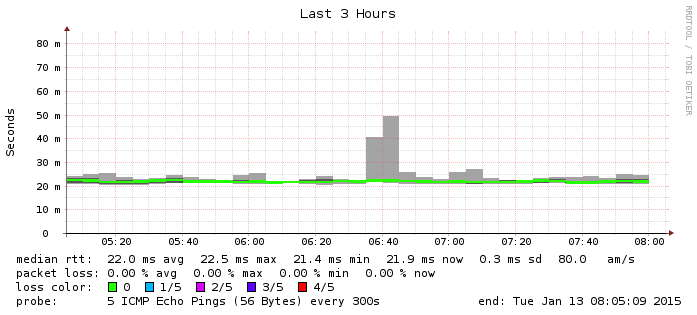 Last 3 Hours
RRDTOOL / TOBI OETIKER
Seconds
80 m
70 m
60 m
50 m
40 m
30 m
20 m
10 m
0
05:20 05:40 06:00 06:20 06:40 07:00 07:20 07:40 08:00
median rtt: 22.0 ms avg 22.5 ms max 21.4 ms min 21.9 ms now 0.3 ms sd 80.0 am/s
packet loss: 0.00 % avg 0.00 % max 0.00 % min 0.00 % now
loss color: 0 1/5 2/5 3/5 4/5
probe: 5 ICMP Echo Pings (56 Bytes) every 300s end: Tue Jan 13 08:05:09 2015